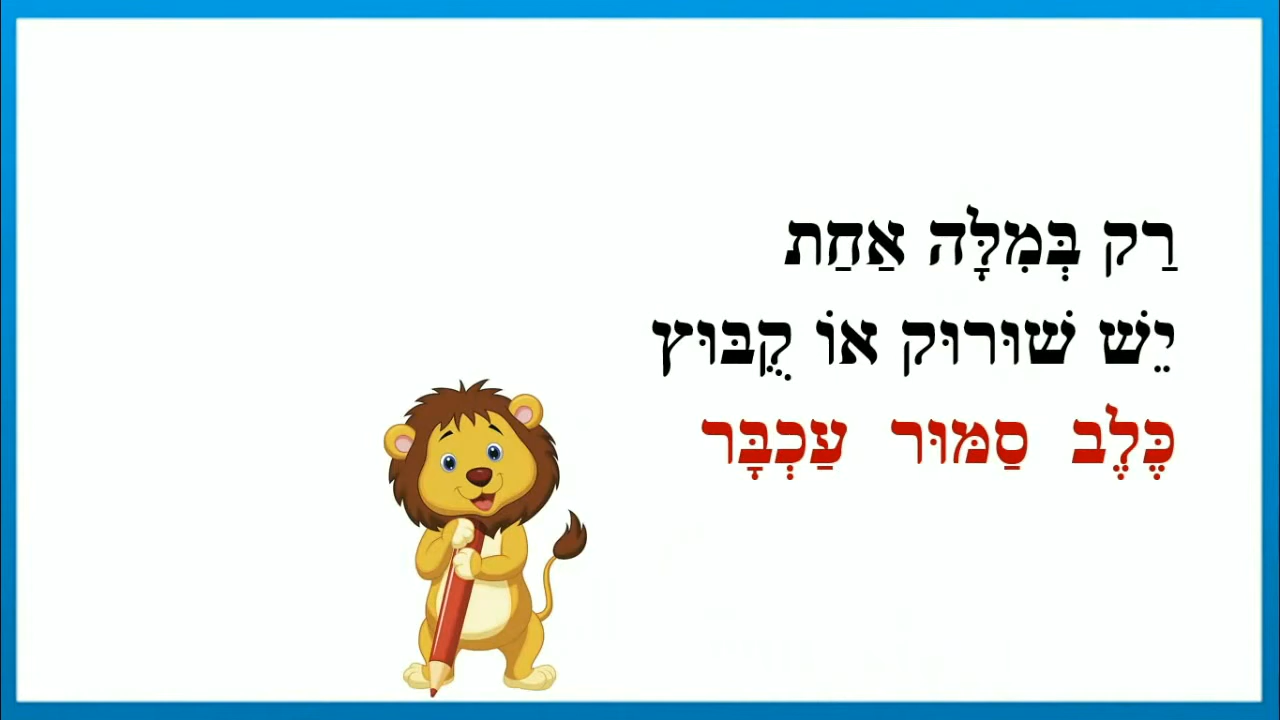 רַק בְּמִלָּה אַחַת
יֵשׁ שׁוּרוּק אוֹ קֻבּוּץ
כֶּלֶב סַמּוּר עַכְבָּר